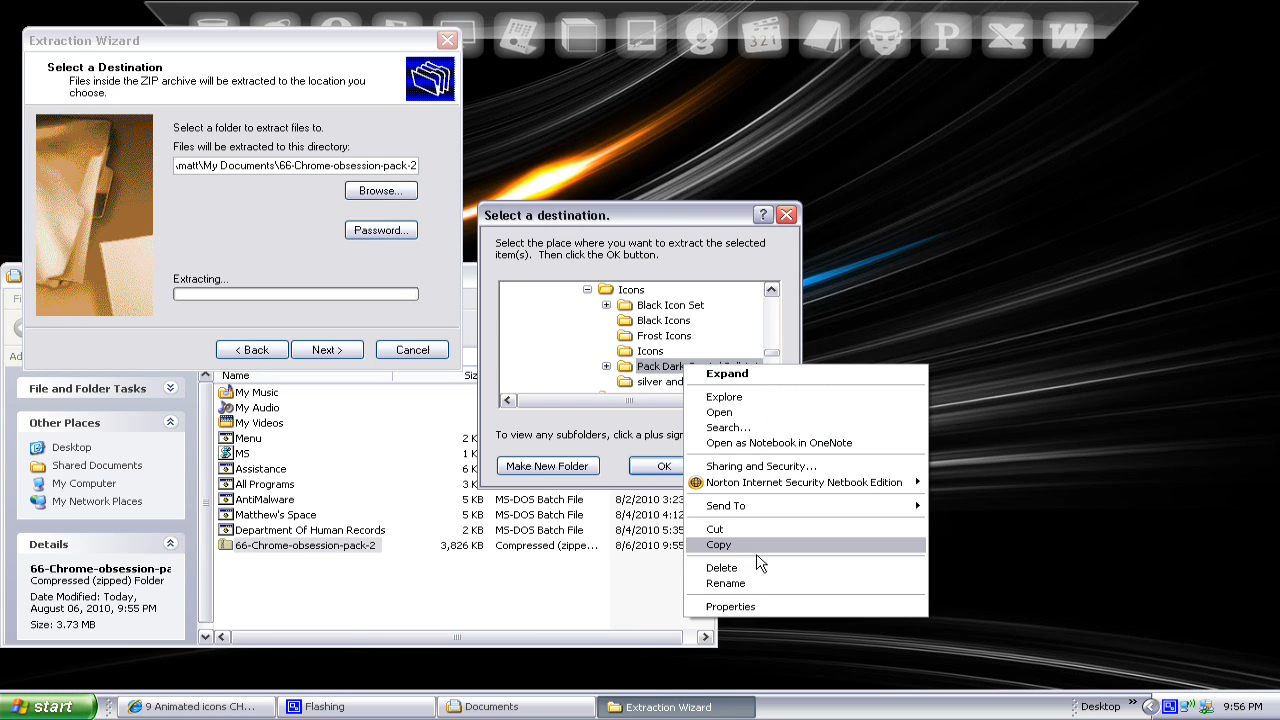 321
P
X
W
Extraction Wizard
Select a Destination
Files inside the ZIP archive will be extracted to the location you
choose.
Select a folder to extract files to.
Files will be extracted to this directory:
matt\My Documents\66-Chrome-obsession-pack-2
Browse...
Password...
Extracting...
< Back
Next >
Cancel
Select a destination.
?
Select the place where you want to extract the selected
item(s). Then click the OK button.
Icons
Black Icon Set
Black Icons
Frost Icons
Icons
Pack Dark
silver and
To view any subfolders, click a plus sign
Make New Folder
OK
Expand
Explore
Open
Search...
Open as Notebook in OneNote
Sharing and Security...
Norton Internet Security Netbook Edition
Send To
Cut
Copy
Delete
Rename
Properties
File and Folder Tasks
Other Places
Desktop
Shared Documents
My Computer
My Network Places
Details
66-Chrome-obsession-pa
Compressed (zipped) Folder
Date Modified: Today,
August 06, 2010, 9:55 PM
Size: 3.73 MB
Name
Siz
My Music
My Audio
My Videos
Menu 2 K
MS
Assistance
All Programs
AntiMalware 5 KB MS-DOS Batch File 8/2/2010 3:23
Matthew's Space 5 KB MS-DOS Batch File 8/4/2010 4:12
Department Of Human Records 2 KB MS-DOS Batch File 8/4/2010 5:35
66-Chrome-obsession-pack-2 3,826 KB Compressed (zippe... 8/6/2010 9:55
start
9 Animated icons CH...
Flashing
Documents
Extraction Wizard
Desktop
9:56 PM